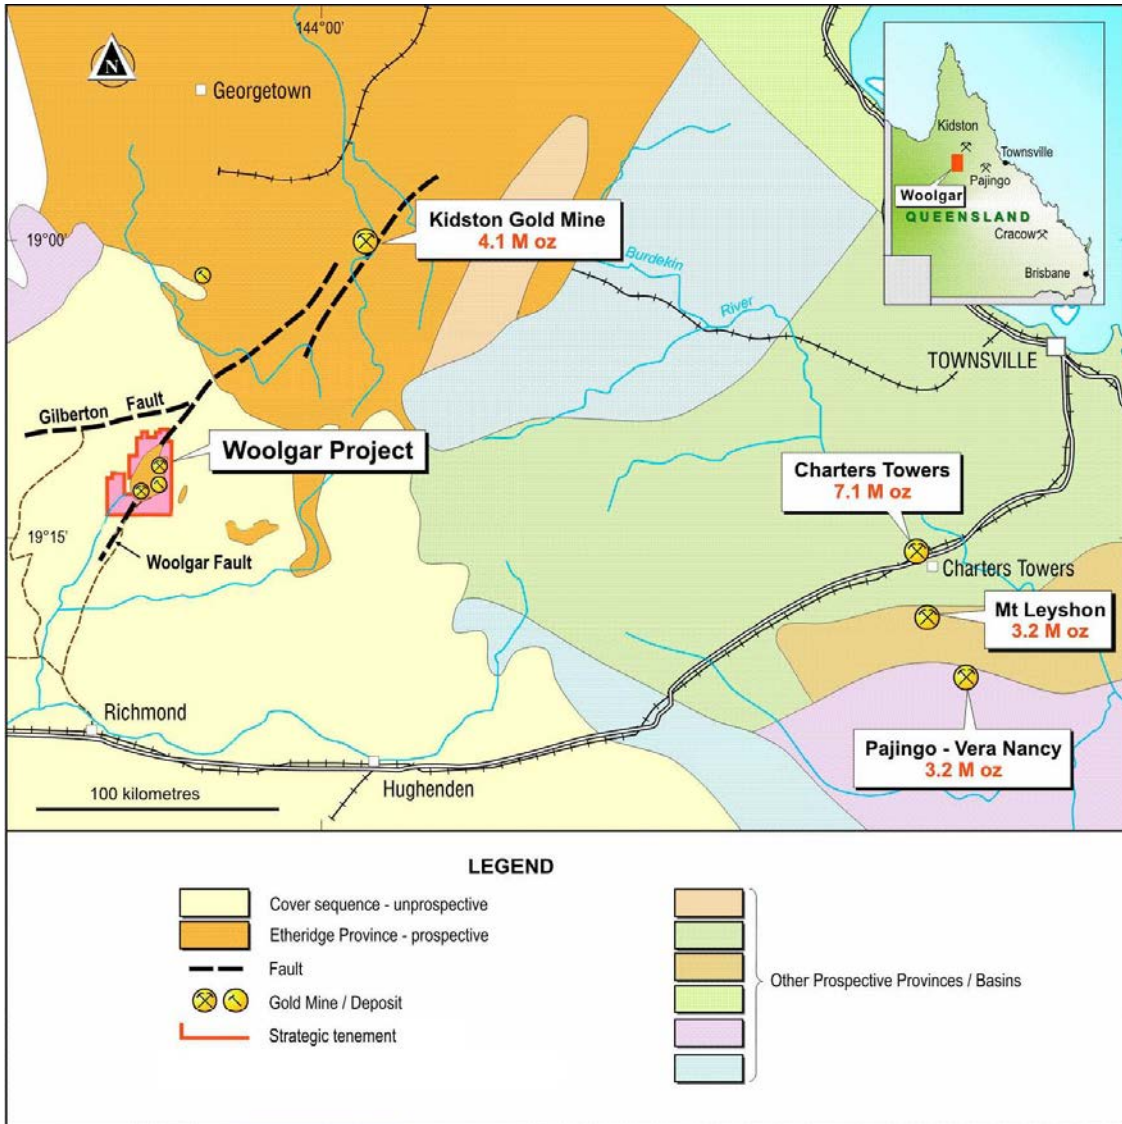 144°00'
N
Georgetown
Kidston
Townsville
Pajingo
Woolgar
QUEENSLAND
Cracow
Brisbane
Kidston Gold Mine
4.1 M oz
19°00'
Burdekin
River
TOWNSVILLE
Gilberton Fault
Woolgar Project
Charters Towers
7.1 M oz
19°15'
Woolgar Fault
Charters Towers
Mt Leyshon
3.2 M oz
Richmond
Pajingo - Vera Nancy
3.2 M oz
Hughenden
100 kilometres
LEGEND
Cover sequence - unprospective
Etheridge Province - prospective
Fault
Gold Mine / Deposit
Strategic tenement
Other Prospective Provinces / Basins